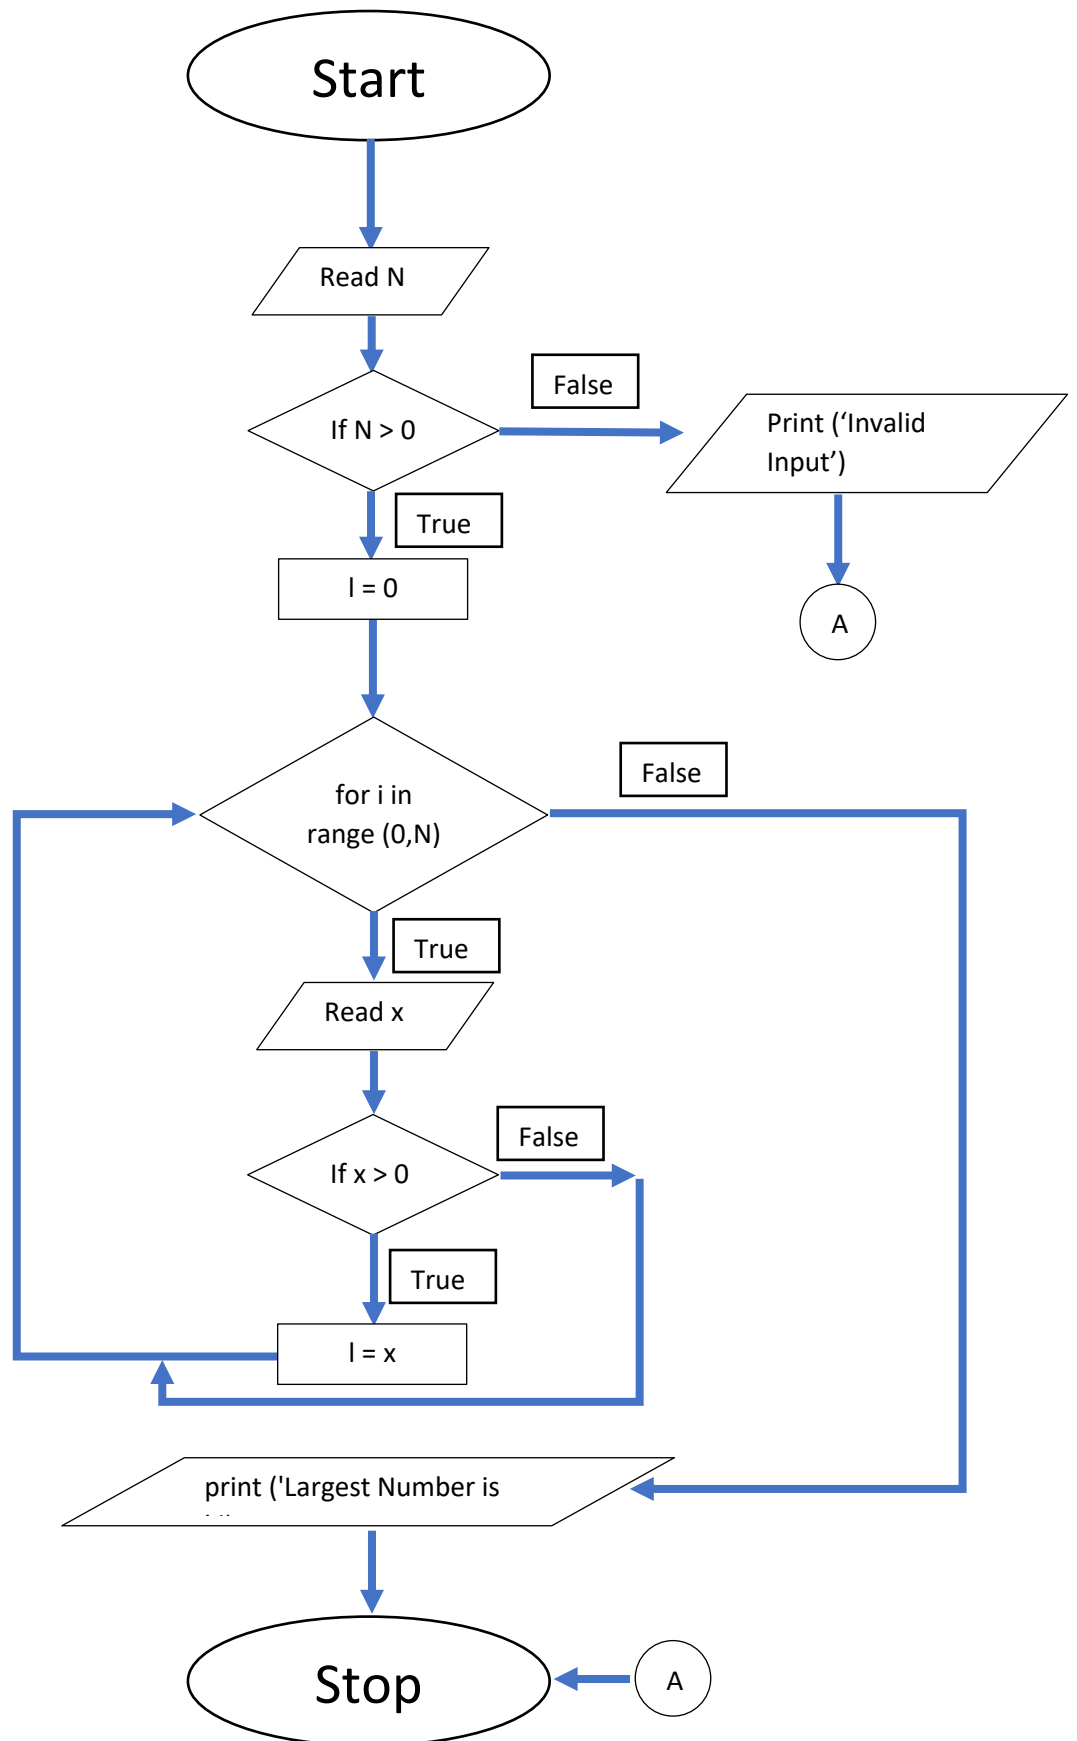 Start
Read N
If N > 0
False
Print (‘Invalid
Input’)
True
A
l = 0
for i in
range (0,N)
False
True
Read x
If x > 0
False
True
l = x
print ('Largest Number is
Stop
A